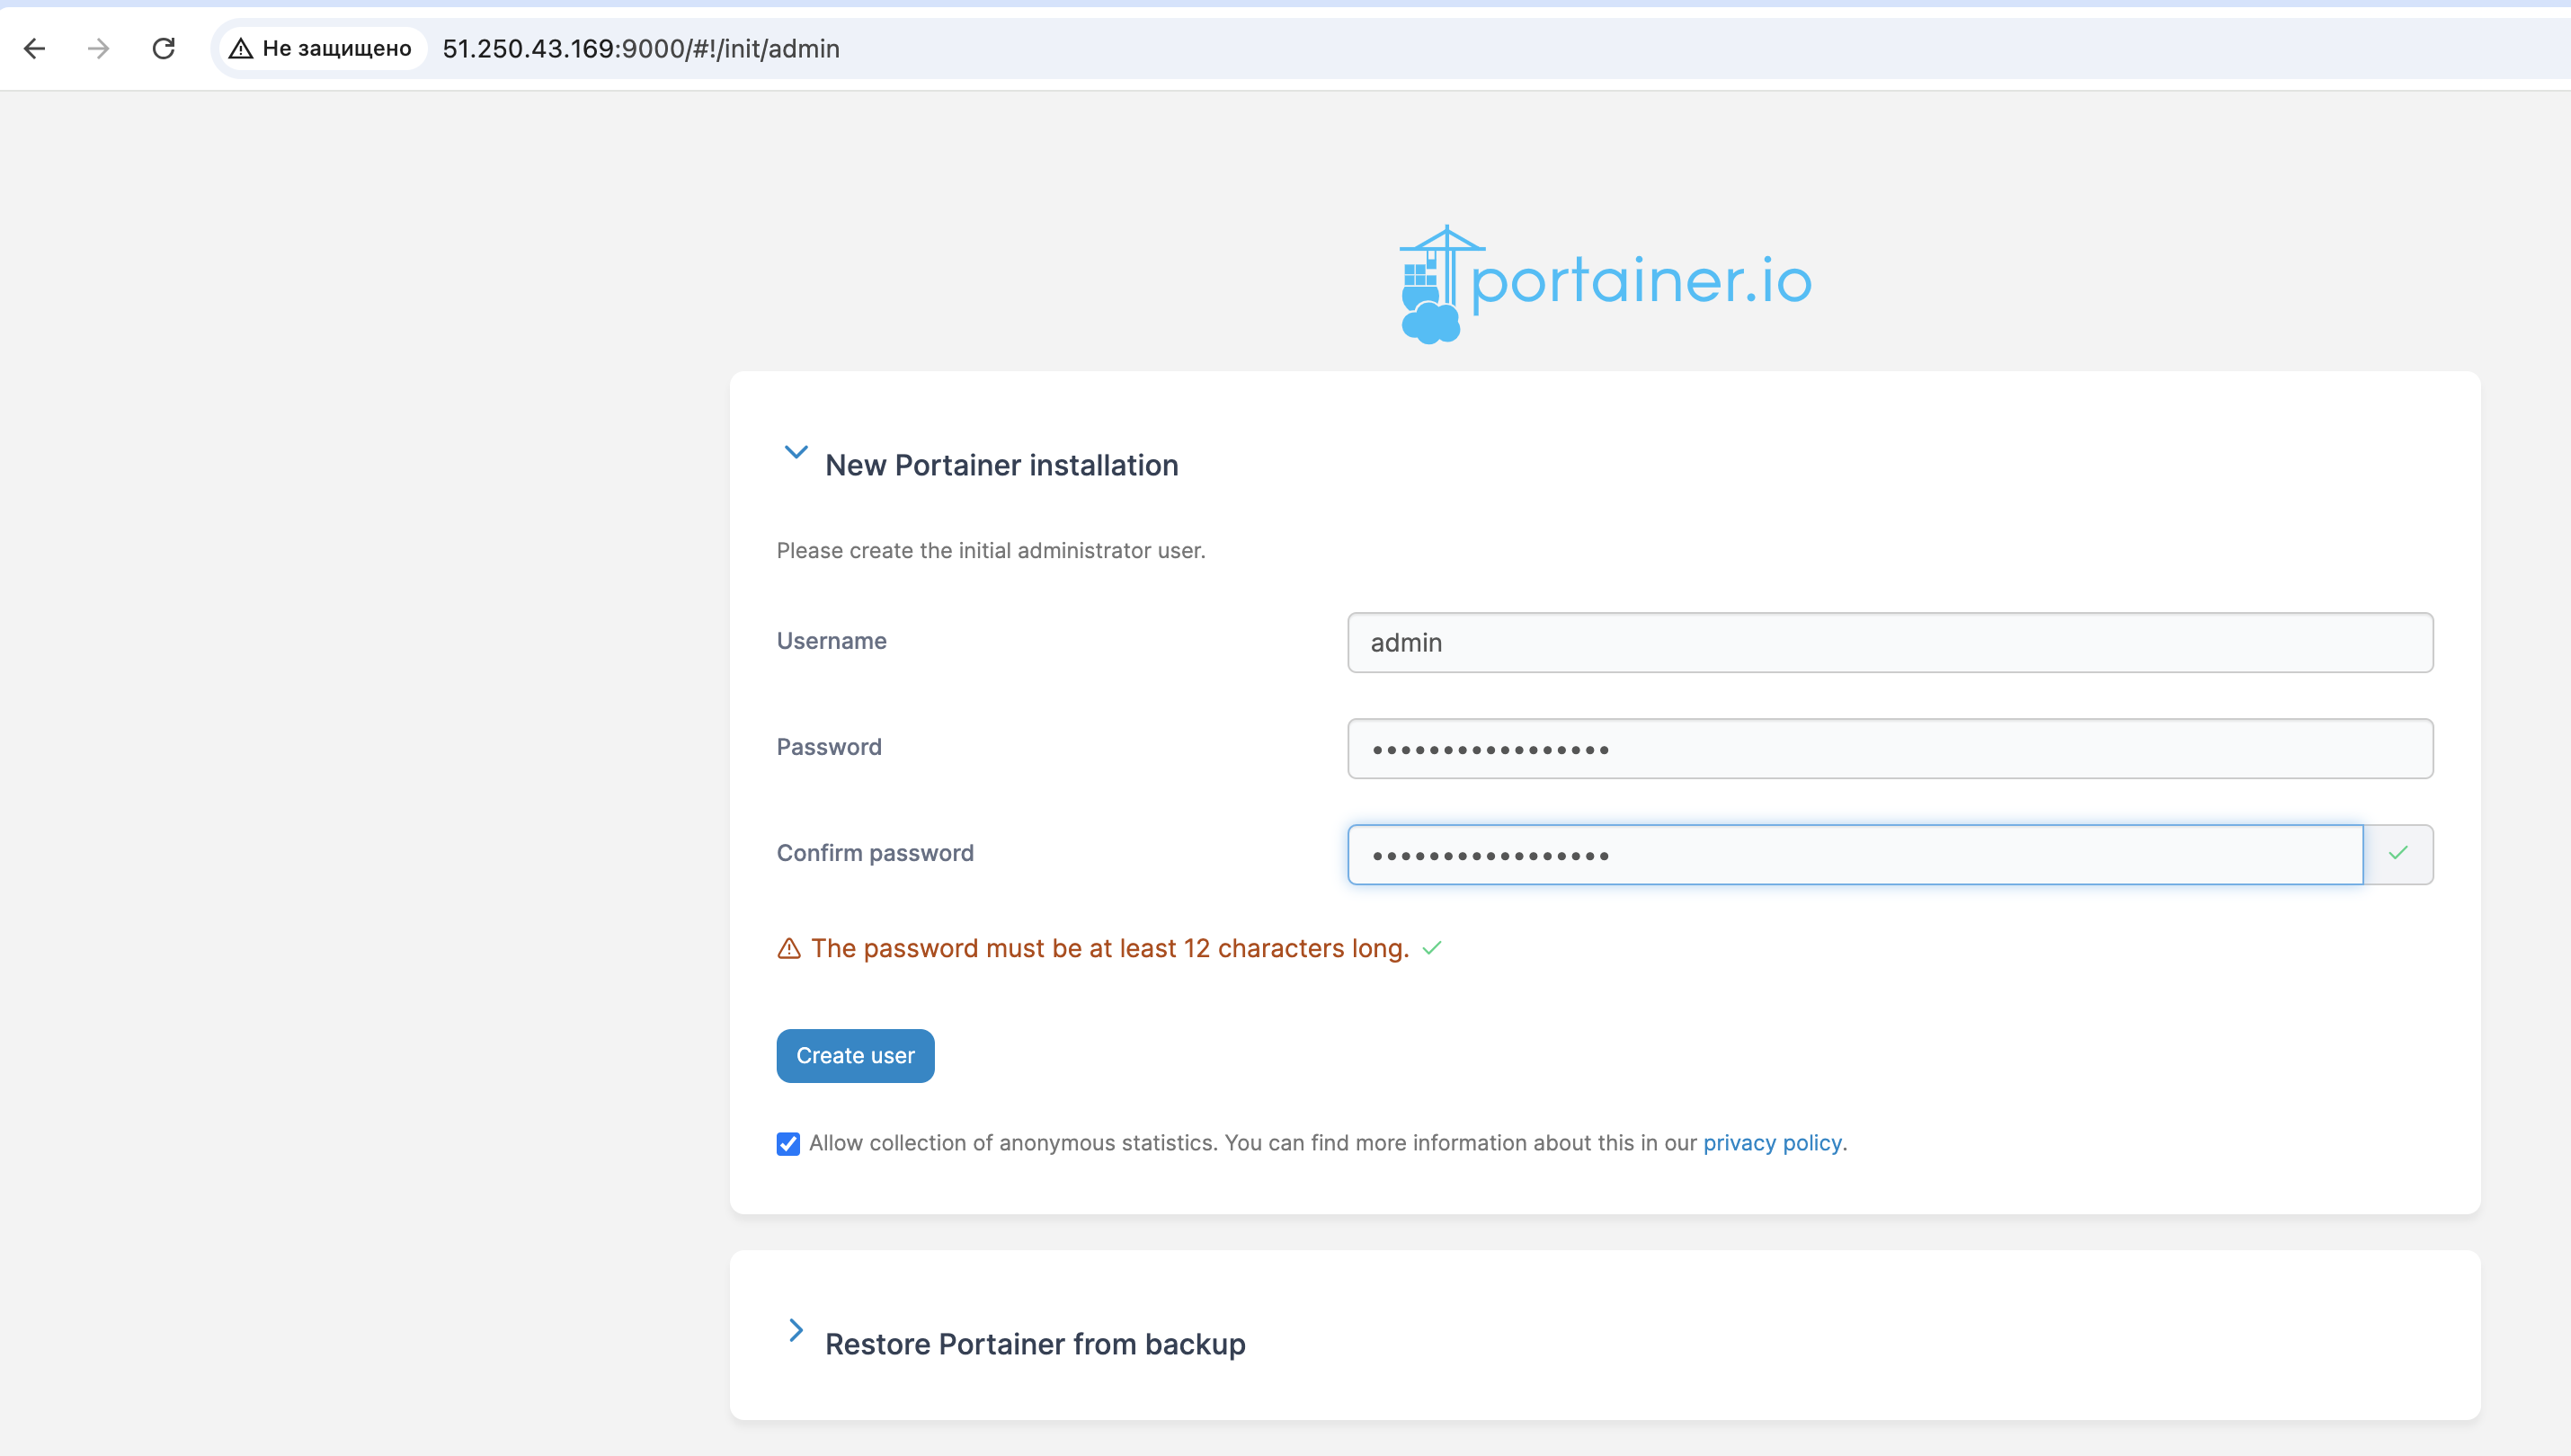 Не защищено 51.250.43.169:9000/#!/init/admin
portainer.io
New Portainer installation
Please create the initial administrator user.
Username
admin
Password
•••••••••••••••••
Confirm password
•••••••••••••••••
The password must be at least 12 characters long.
Create user
Allow collection of anonymous statistics. You can find more information about this in our privacy policy.
Restore Portainer from backup